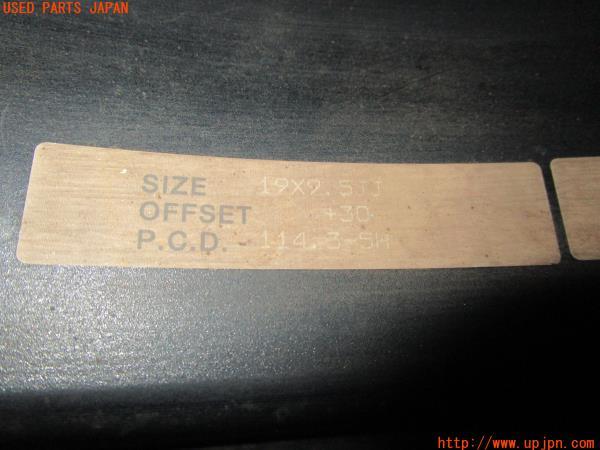 USED PARTS JAPAN
SIZE 19X9.5JJ
OFFSET +30
P.C.D. - 114.3-5H
http://www.upjpn.com/